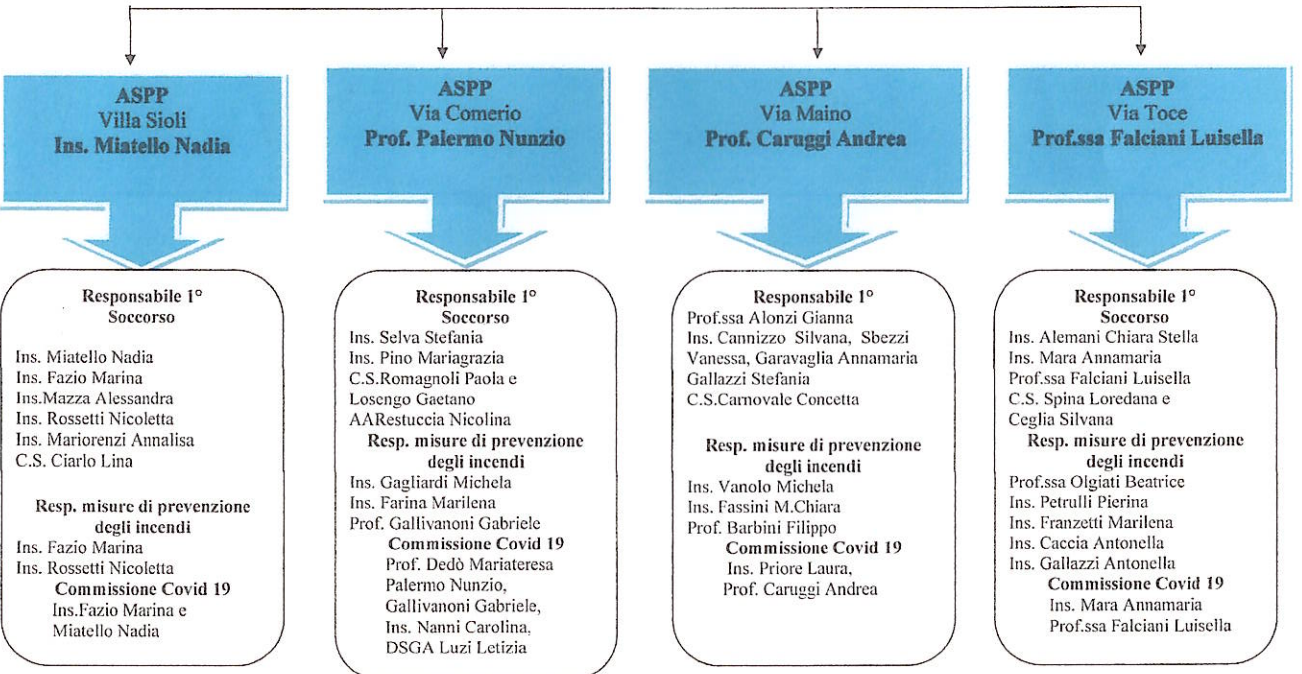 ASPP
Villa Sioli
Ins. Miatello Nadia
Responsabile 1°
Soccorso
Ins. Miatello Nadia
Ins. Fazio Marina
Ins.Mazza Alessandra
Ins. Rossetti Nicoletta
Ins. Mariorenzi Annalisa
C.S. Ciarlo Lina
Resp. misure di prevenzione
degli incendi
Ins. Fazio Marina
Ins. Rossetti Nicoletta
Commissione Covid 19
Ins.Fazio Marina e
Miatello Nadia
ASPP
Via Comerio
Prof. Palermo Nunzio
Responsabile 1°
Soccorso
Ins. Selva Stefania
Ins. Pino Mariagrazia
C.S.Romagnoli Paola e
Losengo Gaetano
AARestuccia Nicolina
Resp. misure di prevenzione
degli incendi
Ins. Gagliardi Michela
Ins. Farina Marilena
Prof. Gallivanoni Gabriele
Commissione Covid 19
Prof. Dedò Mariateresa
Palermo Nunzio,
Gallivanoni Gabriele,
Ins. Nanni Carolina,
DSGA Luzi Letizia
ASPP
Via Maino
Prof. Caruggi Andrea
Responsabile 1°
Prof.ssa Alonzi Gianna
Ins. Cannizzo Silvana, Sbezzi
Vanessa, Garavaglia Annamaria
Gallazzi Stefania
C.S.Carnovale Concetta
Resp. misure di prevenzione
degli incendi
Ins. Vanolo Michela
Ins. Fassini M.Chiara
Prof. Barbini Filippo
Commissione Covid 19
Ins. Priore Laura,
Prof. Caruggi Andrea
ASPP
Via Toce
Prof.ssa Falciani Luisella
Responsabile 1°
Soccorso
Ins. Alemani Chiara Stella
Ins. Mara Annamaria
Prof.ssa Falciani Luisella
C.S. Spina Loredana e
Ceglia Silvana
Resp. misure di prevenzione
degli incendi
Prof.ssa Olgiati Beatrice
Ins. Petrulli Pierina
Ins. Franzetti Marilena
Ins. Caccia Antonella
Ins. Gallazzi Antonella
Commissione Covid 19
Ins. Mara Annamaria
Prof.ssa Falciani Luisella